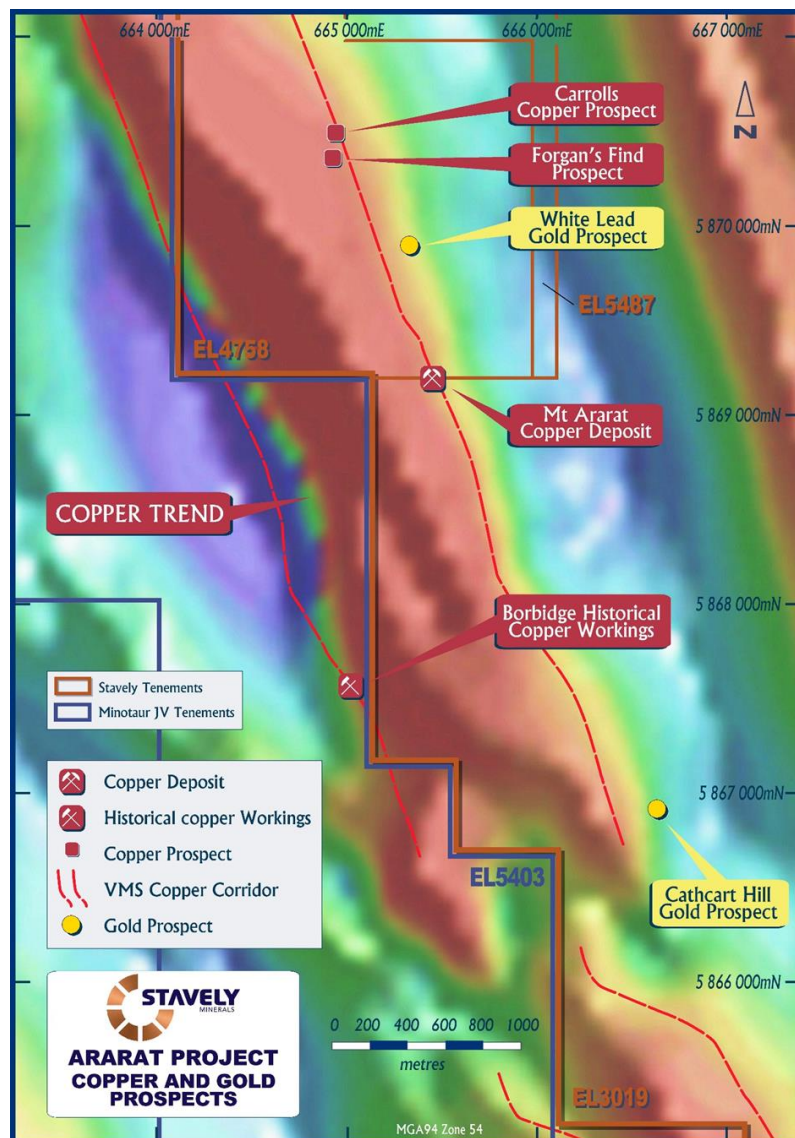 664 000mE
665 000mE
666 000mE
667 000mE
Carrolls
Copper Prospect
N
Forgan's Find
Prospect
White Lead
Gold Prospect
5 870 000mN
EL5487
EL4758
Mt Ararat
Copper Deposit
5 869 000mN
COPPER TREND
Borbidge Historical
Copper Workings
5 868 000mN
Stavely Tenements
Minotaur JV Tenements
Copper Deposit
Historical copper Workings
Copper Prospect
VMS Copper Corridor
Gold Prospect
5 867 000mN
EL5403
Cathcart Hill
Gold Prospect
5 866 000mN
STAVELY
MINERALS
ARARAT PROJECT
COPPER AND GOLD
PROSPECTS
0 200 400 600 800 1000
metres
EL3019
MGA94 Zone 54